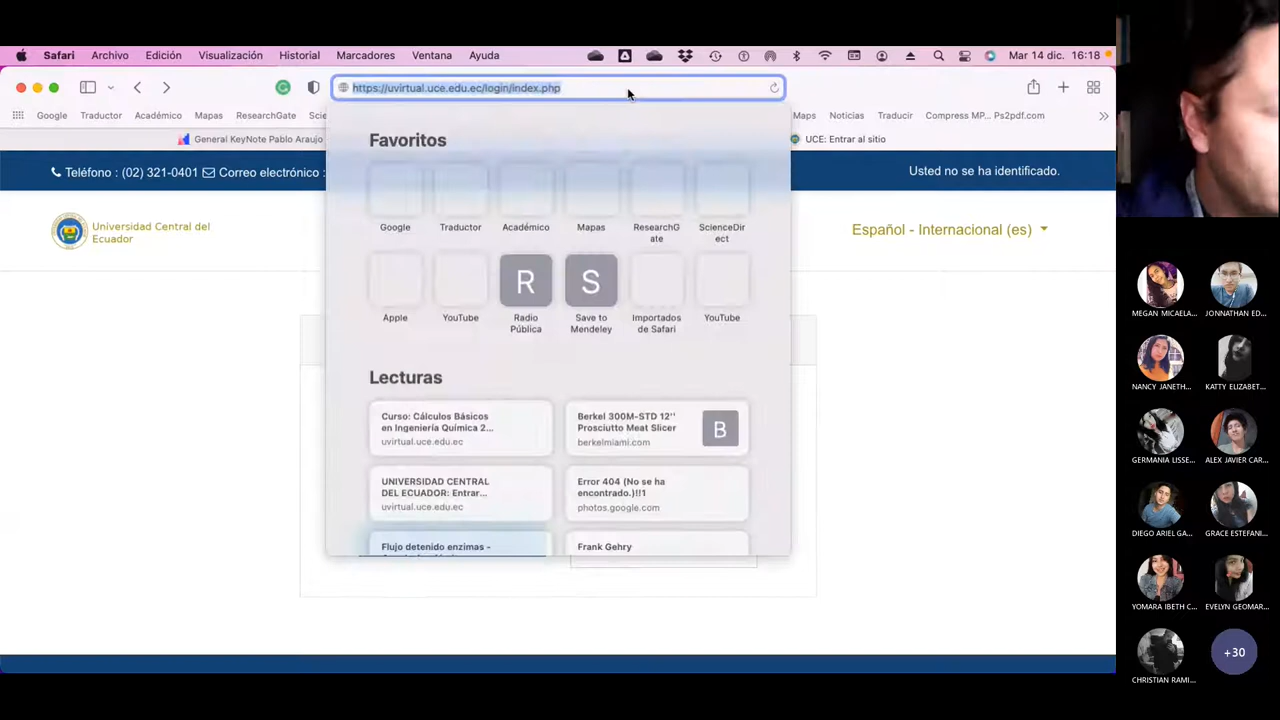 Safari Archivo Edición Visualización Historial Marcadores Ventana Ayuda
Mar 14 dic. 16:18
https://uvirtual.uce.edu.ec/login/index.php
Google Traductor Académico Mapas ResearchGate Scie
Maps Noticias Traducir Compress MP... Ps2pdf.com
General KeyNote Pablo Araujo
UCE: Entrar al sitio
Teléfono : (02) 321-0401 Correo electrónico :
Usted no se ha identificado.
Universidad Central del
Ecuador
Español - Internacional (es)
Favoritos
Google Traductor Académico Mapas ResearchG
ate ScienceDir
ect
R S
Apple YouTube Radio
Pública Save to
Mendeley Importados
de Safari YouTube
Lecturas
Curso: Cálculos Básicos
en Ingeniería Química 2...
uvirtual.uce.edu.ec
Berkel 300M-STD 12''
Prosciutto Meat Slicer
berkelmiami.com
B
UNIVERSIDAD CENTRAL
DEL ECUADOR: Entrar...
uvirtual.uce.edu.ec
Error 404 (No se ha
encontrado.)!!1
photos.google.com
Flujo detenido enzimas -
Frank Gehry
MEGAN MICAELA... JONNATHAN ED...
NANCY JANETH... KATTY ELIZABET...
GERMANIA LISSE... ALEX JAVIER CAR...
DIEGO ARIEL GA... GRACE ESTEFANI...
YOMARA IBETH C... EVELYN GEOMAR...
CHRISTIAN RAMI...
+30